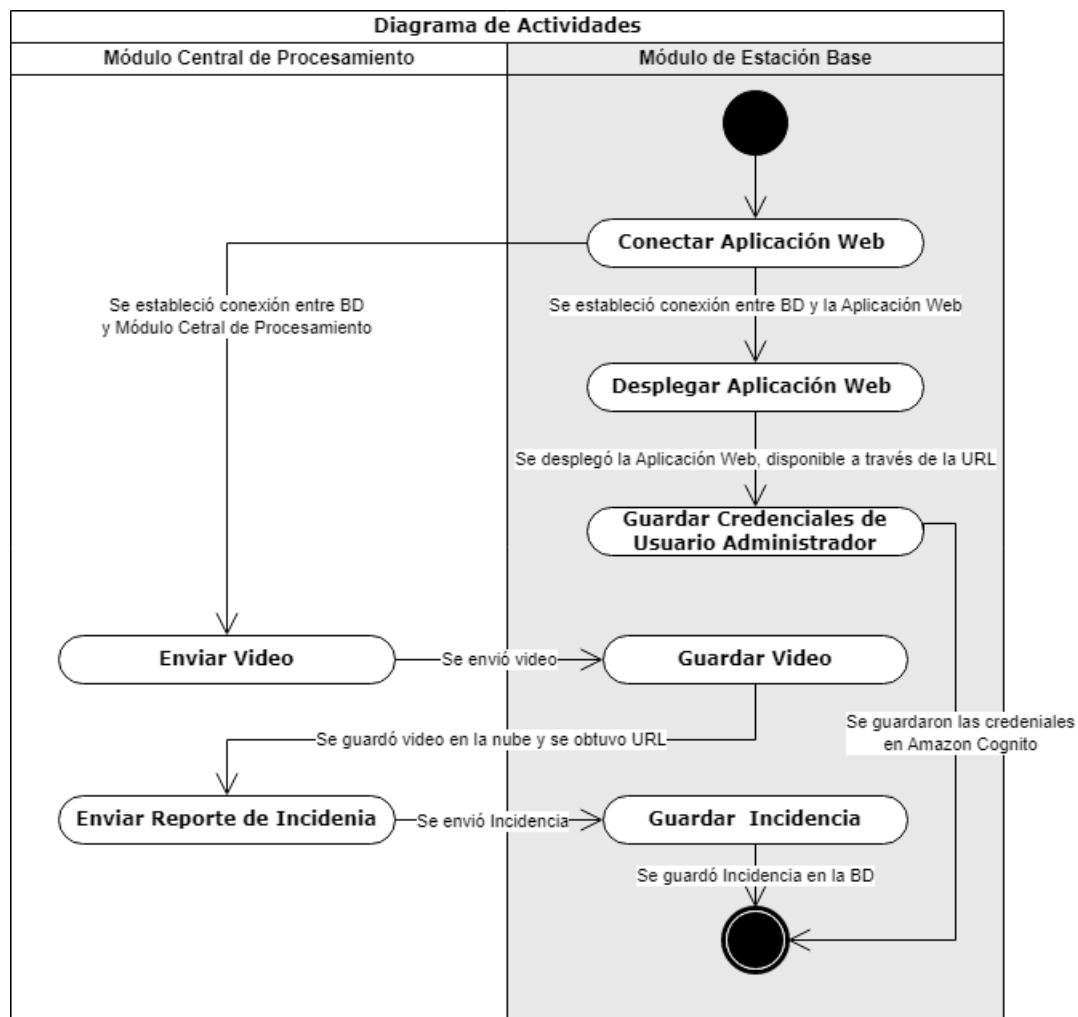 Diagrama de Actividades
Módulo Central de Procesamiento
Módulo de Estación Base
Conectar Aplicación Web
Se estableció conexión entre BD
y Módulo Cetral de Procesamiento
Se estableció conexión entre BD y la Aplicación Web
Desplegar Aplicación Web
Se desplegó la Aplicación Web, disponible a través de la URL
Guardar Credenciales de
Usuario Administrador
Enviar Video
Se envió video
Guardar Video
Se guardaron las credeniales
en Amazon Cognito
Se guardó video en la nube y se obtuvo URL
Enviar Reporte de Incidenia
Se envió Incidencia
Guardar Incidencia
Se guardó Incidencia en la BD